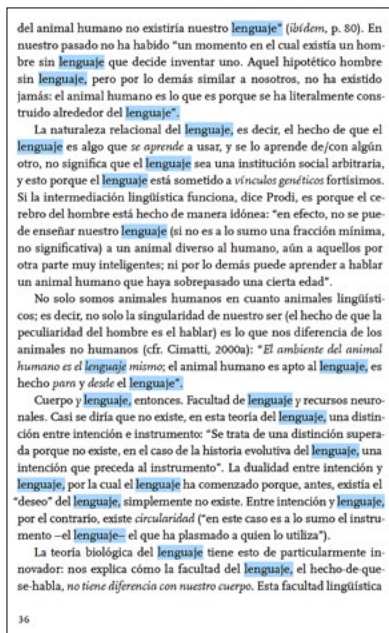 del animal humano no existiría nuestro lenguaje" (ibídem, p. 80). En
nuestro pasado no ha habido "un momento en el cual existía un hom-
bre sin lenguaje que decide inventar uno. Aquel hipotético hombre
sin lenguaje, pero por lo demás similar a nosotros, no ha existido
jamás: el animal humano es lo que es porque se ha literalmente cons-
truido alrededor del lenguaje".
La naturaleza relacional del lenguaje, es decir, el hecho de que el
lenguaje es algo que se aprende a usar, y se lo aprende de/con algún
otro, no significa que el lenguaje sea una institución social arbitraria,
y esto porque el lenguaje está sometido a vínculos genéticos fortísimos.
Si la intermediación lingüística funciona, dice Prodi, es porque el ce-
rebro del hombre está hecho de manera idónea: "en efecto, no se pue-
de enseñar nuestro lenguaje (si no es a lo sumo una fracción mínima,
no significativa) a un animal diverso al humano, aún a aquellos por
otra parte muy inteligentes; ni por lo demás puede aprender a hablar
un animal humano que haya sobrepasado una cierta edad".
No solo somos animales humanos en cuanto animales lingüísti-
cos; es decir, no solo la singularidad de nuestro ser (el hecho de que la
peculiaridad del hombre es el hablar) es lo que nos diferencia de los
animales no humanos (cfr. Cimatti, 2000a): "El ambiente del animal
humano es el lenguaje mismo; el animal humano es apto al lenguaje, es
hecho para y desde el lenguaje".
Cuerpo y lenguaje, entonces. Facultad de lenguaje y recursos neuro-
nales. Casi se diría que no existe, en esta teoría del lenguaje, una distin-
ción entre intención e instrumento: "Se trata de una distinción supera-
da porque no existe, en el caso de la historia evolutiva del lenguaje, una
intención que preceda al instrumento". La dualidad entre intención y
lenguaje, por la cual el lenguaje ha comenzado porque, antes, existía el
"deseo" del lenguaje, simplemente no existe. Entre intención y lenguaje,
por el contrario, existe circularidad ("en este caso es a lo sumo el instru-
mento –el lenguaje– el que ha plasmado a quien lo utiliza").
La teoría biológica del lenguaje tiene esto de particularmente in-
novador: nos explica cómo la facultad del lenguaje, el hecho-de-que-
se-habla, no tiene diferencia con nuestro cuerpo. Esta facultad lingüística
36